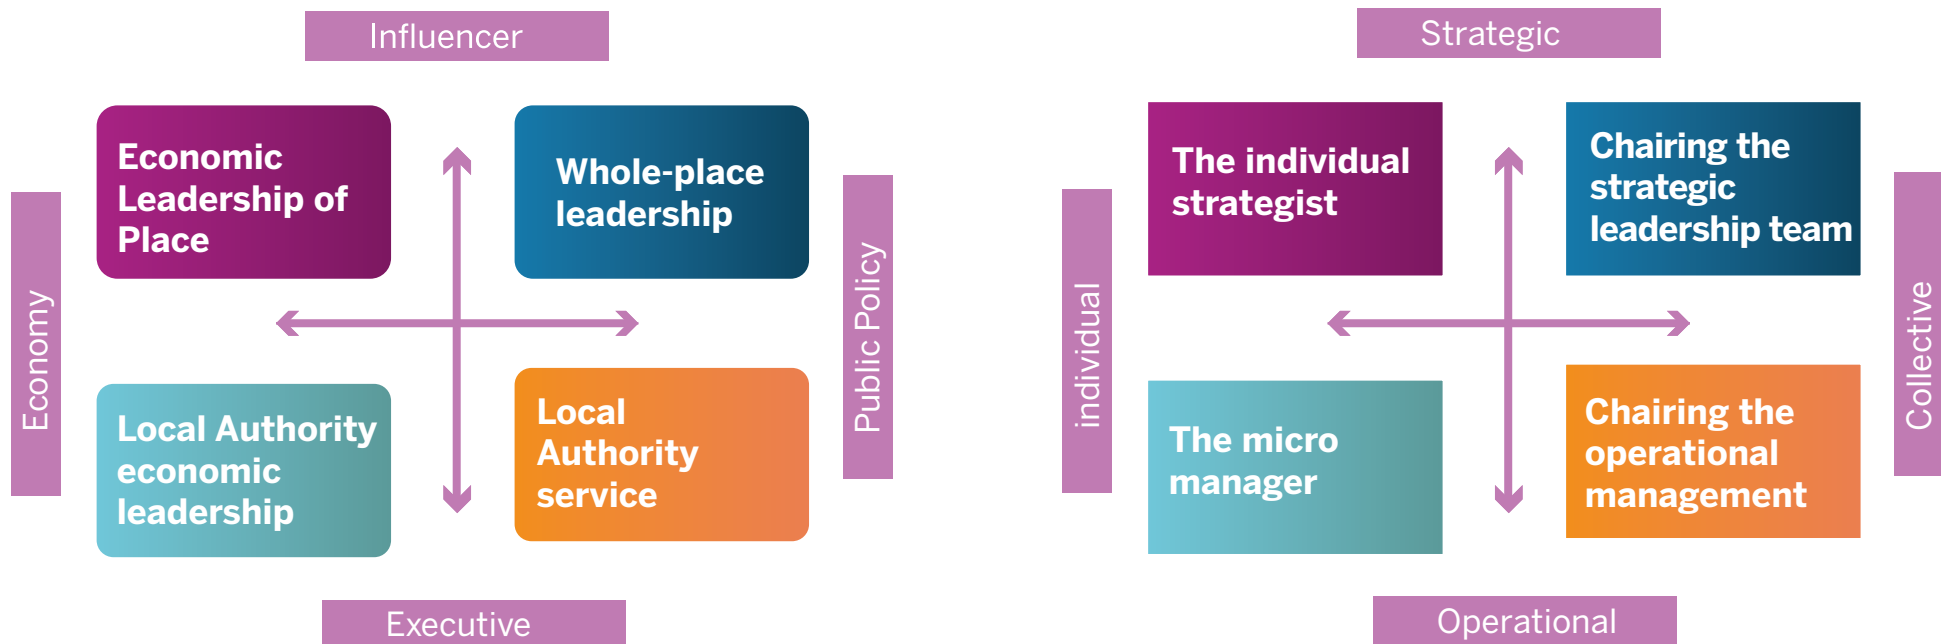 Influencer
Economic
Leadership of
Place
Whole-place
leadership
Economy
Public Policy
Local Authority
economic
leadership
Local
Authority
service
Executive
Strategic
The individual
strategist
Chairing the
strategic
leadership team
individual
Collective
The micro
manager
Chairing the
operational
management
Operational